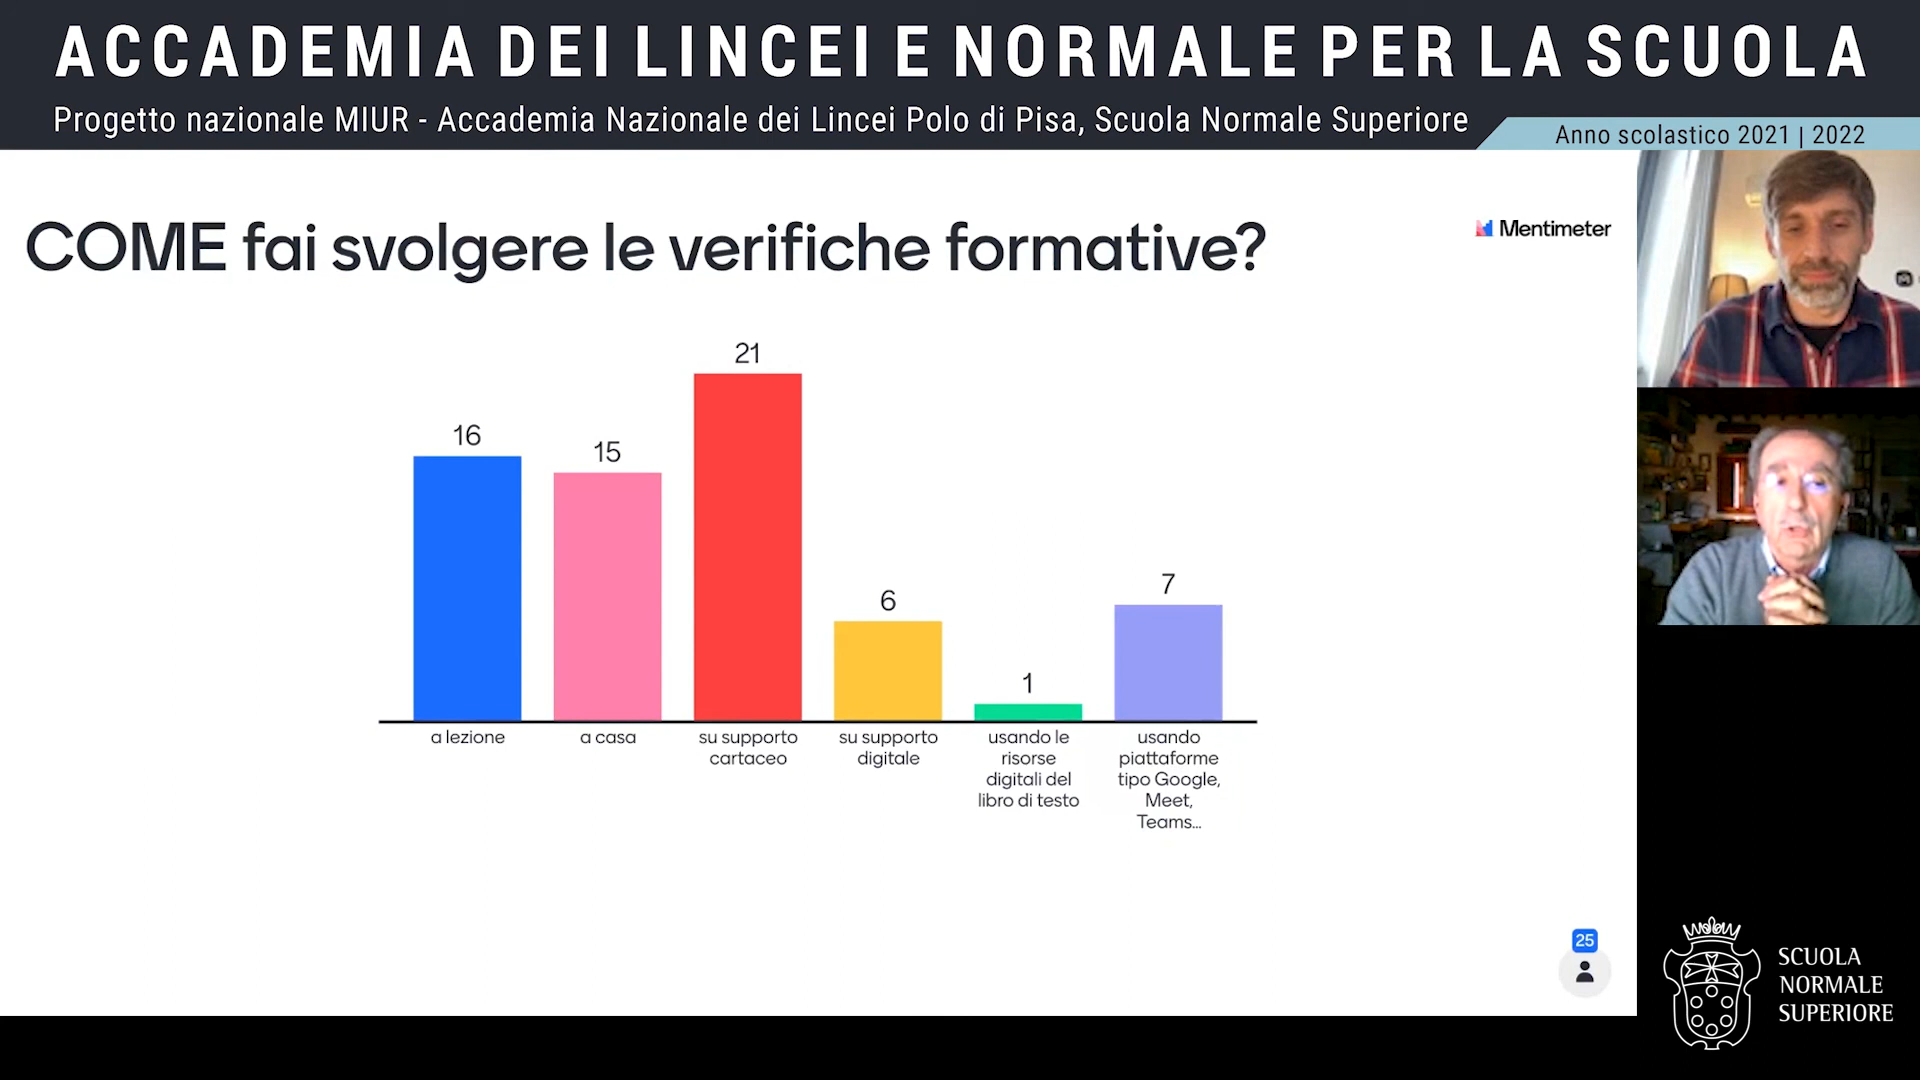 ACCADEMIA DEI LINCEI E NORMALE PER LA SCUOLA
Progetto nazionale MIUR - Accademia Nazionale dei Lincei Polo di Pisa, Scuola Normale Superiore
Anno scolastico 2021 | 2022
COME fai svolgere le verifiche formative?
Mentimeter
16
15
21
6
1
7
a lezione
a casa
su supporto
cartaceo
su supporto
digitale
usando le
risorse
digitali del
libro di testo
usando
piattaforme
tipo Google,
Meet,
Teams...
25
SCUOLA
NORMALE
SUPERIORE